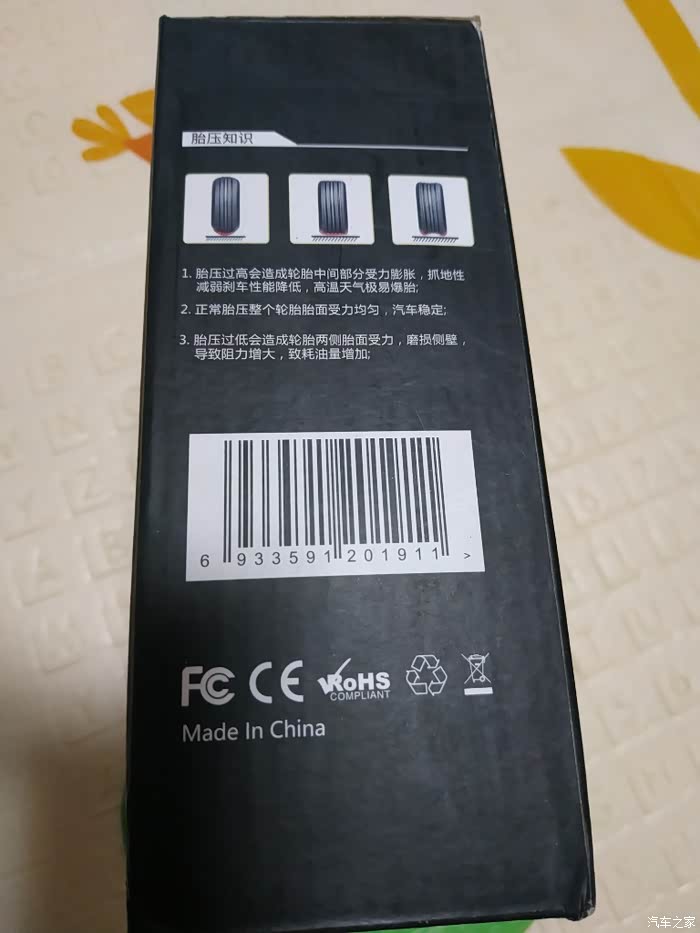 胎压知识
1. 胎压过高会造成轮胎中间部分受力膨胀，抓地性
减弱刹车性能降低，高温天气极易爆胎;
2. 正常胎压整个轮胎胎面受力均匀，汽车稳定;
3. 胎压过低会造成轮胎两侧胎面受力，磨损侧壁，
导致阻力增大，致耗油量增加;
6 933591 201911 >
FC CE RoHS
COMPLIANT
Made In China
汽车之家